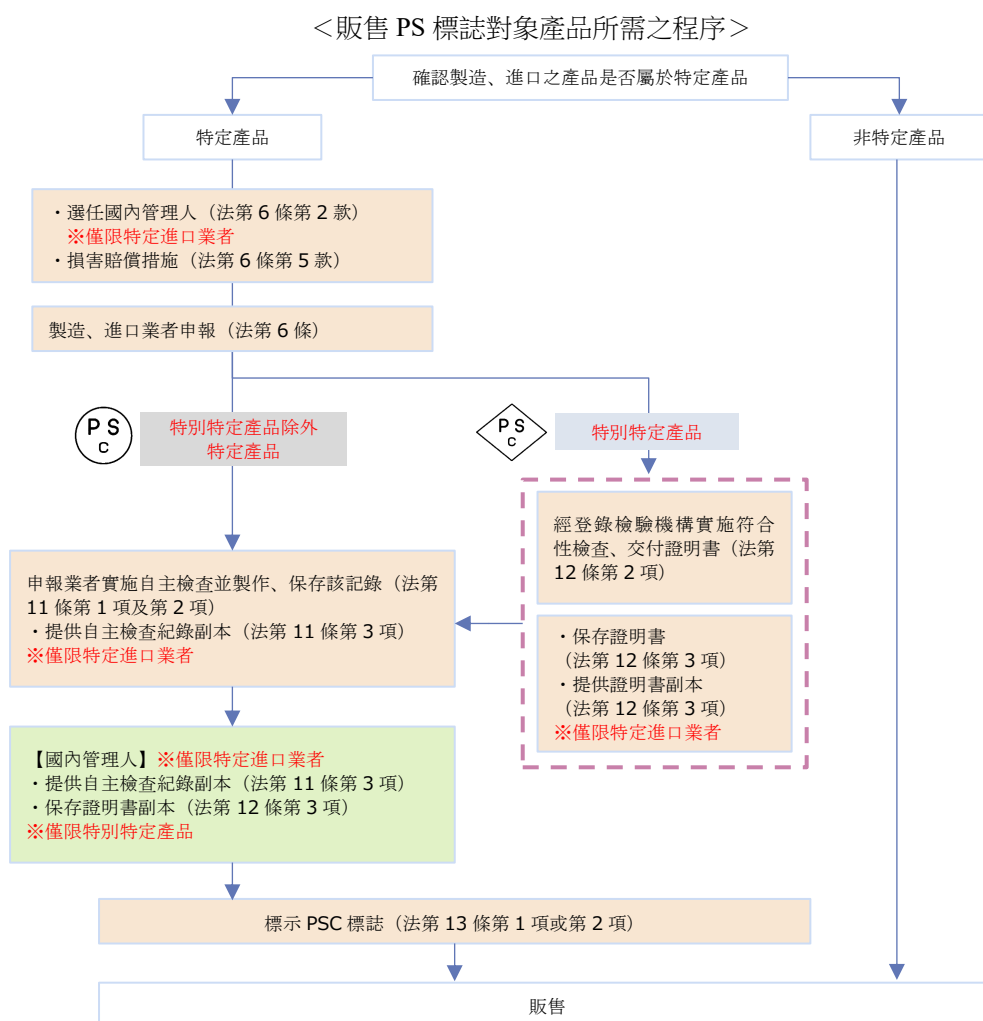 ＜販售 PS 標誌對象產品所需之程序＞
確認製造、進口之產品是否屬於特定產品
特定產品
非特定產品
・選任國內管理人（法第 6 條第 2 款）
※僅限特定進口業者
・損害賠償措施（法第 6 條第 5 款）
製造、進口業者申報（法第 6 條）
P S
C
特別特定產品除外
特定產品
P S
C
特別特定產品
經登錄檢驗機構實施符合
性檢查、交付證明書（法第
12 條第 2 項）
申報業者實施自主檢查並製作、保存該記錄（法第
11 條第 1 項及第 2 項）
・提供自主檢查紀錄副本（法第 11 條第 3 項）
※僅限特定進口業者
・保存證明書
（法第 12 條第 3 項）
・提供證明書副本
（法第 12 條第 3 項）
※僅限特定進口業者
【國內管理人】※僅限特定進口業者
・提供自主檢查紀錄副本（法第 11 條第 3 項）
・保存證明書副本（法第 12 條第 3 項）
※僅限特別特定產品
標示 PSC 標誌（法第 13 條第 1 項或第 2 項）
販售